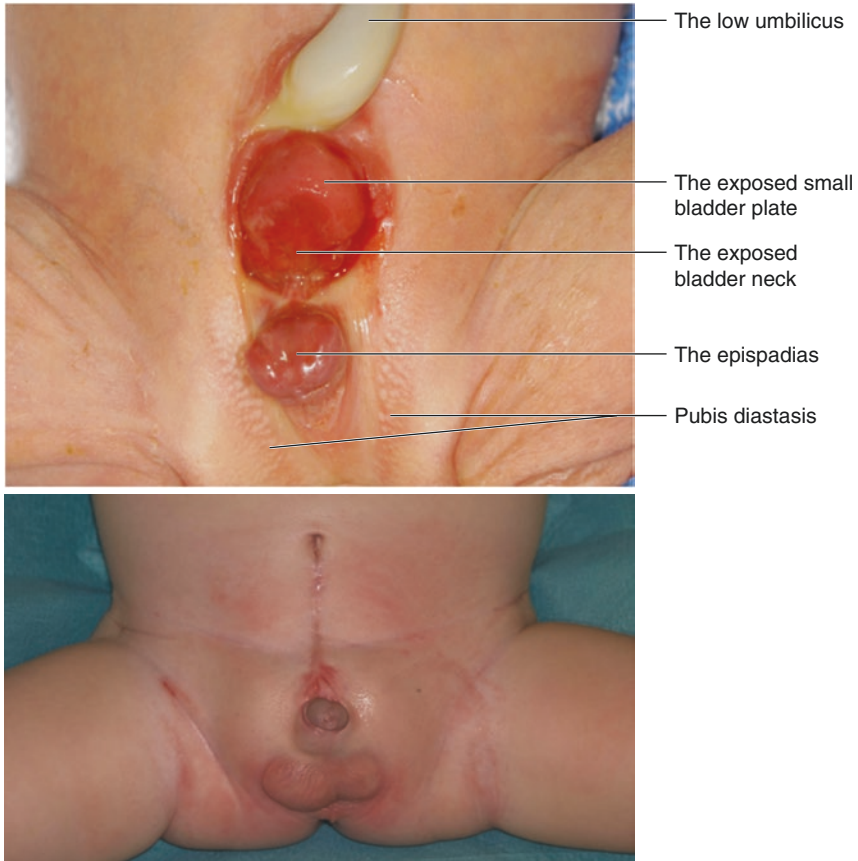 The low umbilicus
The exposed small
bladder plate
The exposed
bladder neck
The epispadias
Pubis diastasis